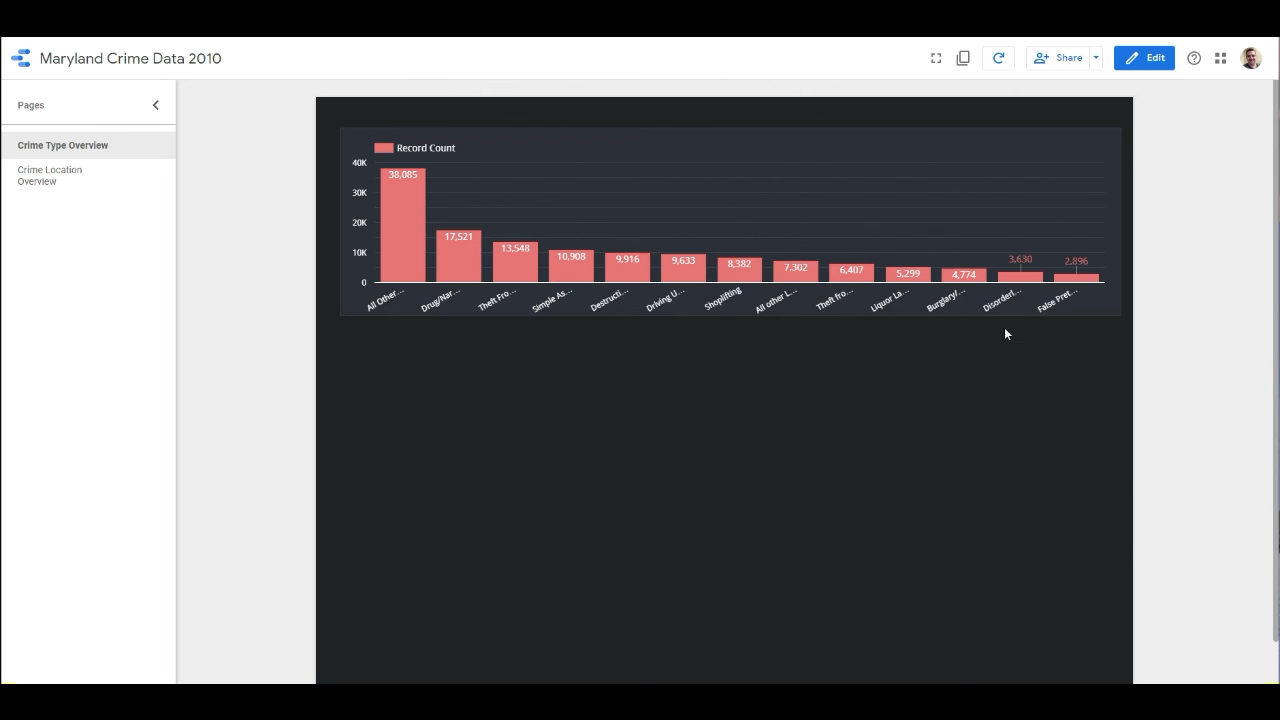 Maryland Crime Data 2010
Share
Edit
Pages
Crime Type Overview
Crime Location
Overview
Record Count
40K
30K
20K
10K
0
38,085
17,521
13,548
10,908
9,916
9,633
8,382
7,302
6,407
5,299
4,774
3,630
2,896
All Other…
Drug/Nar…
Theft Fro…
Simple As…
Destructi…
Driving U…
Shoplifting
All other L…
Theft fro…
Liquor La…
Burglary/…
Disorderl…
False Pret…